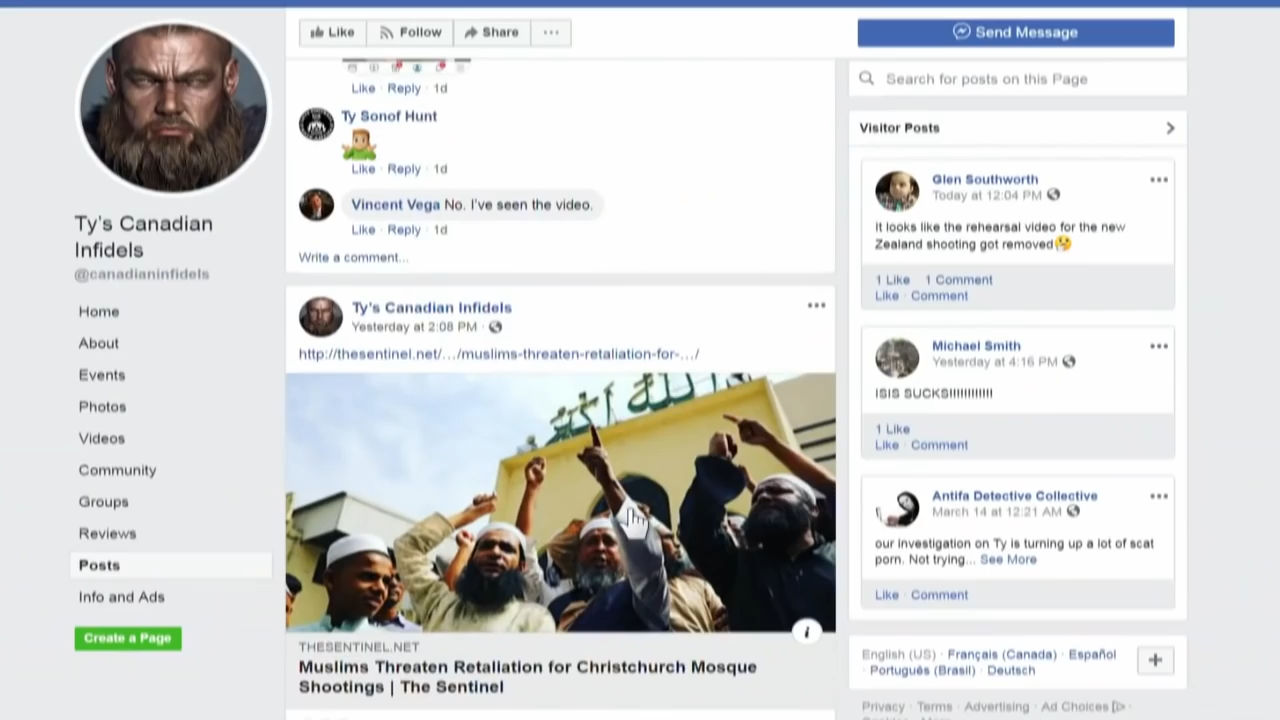 Like
Follow
Share
Send Message
Search for posts on this Page
Ty's Canadian
Infidels
@canadianinfidels
Home
About
Events
Photos
Videos
Community
Groups
Reviews
Posts
Info and Ads
Create a Page
Like · Reply · 1d
Ty Sonof Hunt
Like · Reply · 1d
Vincent Vega No. I've seen the video.
Like · Reply · 1d
Write a comment...
Ty's Canadian Infidels
Yesterday at 2:08 PM ·
http://thesentinel.net/.../muslims-threaten-retaliation-for-.../
الله اكبر
THESENTINEL.NET
Muslims Threaten Retaliation for Christchurch Mosque
Shootings | The Sentinel
Visitor Posts
Glen Southworth
Today at 12:04 PM
It looks like the rehearsal video for the new
Zealand shooting got removed🤔
1 Like 1 Comment
Like · Comment
Michael Smith
Yesterday at 4:16 PM
ISIS SUCKS!!!!!!!!!!!!
1 Like
Like · Comment
Antifa Detective Collective
March 14 at 12:21 AM
our investigation on Ty is turning up a lot of scat
porn. Not trying... See More
Like · Comment
English (US) · Français (Canada) · Español
· Português (Brasil) · Deutsch
Privacy · Terms · Advertising · Ad Choices